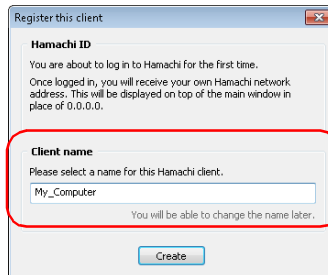 Register this client
Hamachi ID
You are about to log in to Hamachi for the first time.
Once logged in, you will receive your own Hamachi network
address. This will be displayed on top of the main window in
place of 0.0.0.0.
Client name
Please select a name for this Hamachi client.
My_Computer
You will be able to change the name later.
Create